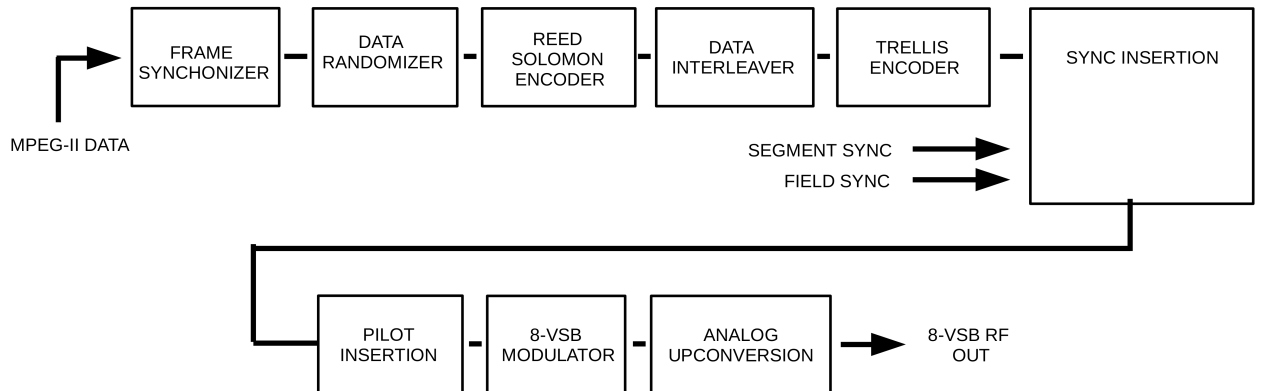 FRAME
SYNCHONIZER
DATA
RANDOMIZER
REED
SOLOMON
ENCODER
DATA
INTERLEAVER
TRELLIS
ENCODER
SYNC INSERTION
MPEG-II DATA
SEGMENT SYNC
FIELD SYNC
PILOT
INSERTION
8-VSB
MODULATOR
ANALOG
UPCONVERSION
8-VSB RF
OUT